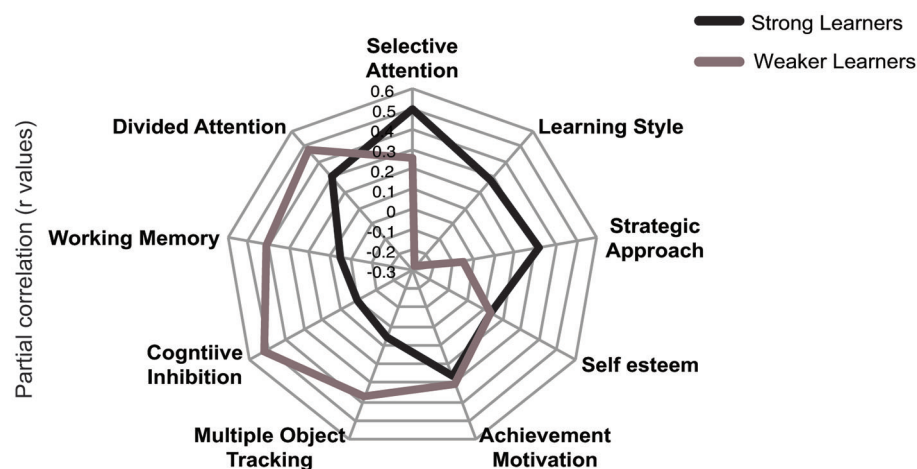 Strong Learners
Weaker Learners
Selective
Attention
0.6
0.5
0.4
0.3
0.2
0.1
0
-0.1
-0.2
-0.3
Divided Attention
Learning Style
Working Memory
Strategic
Approach
Cogntiive
Inhibition
Self esteem
Multiple Object
Tracking
Achievement
Motivation
Partial correlation (r values)